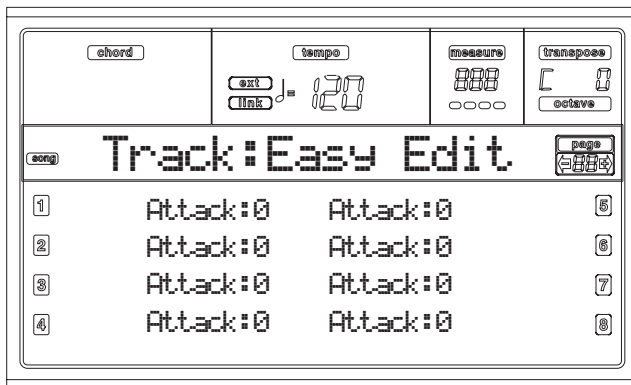 chord tempo measure transpose
ext ♩= 120 888 C 0
link octave
song Track:Easy Edit page
- 88 +
1 Attack:0 Attack:0 5
2 Attack:0 Attack:0 6
3 Attack:0 Attack:0 7
4 Attack:0 Attack:0 8